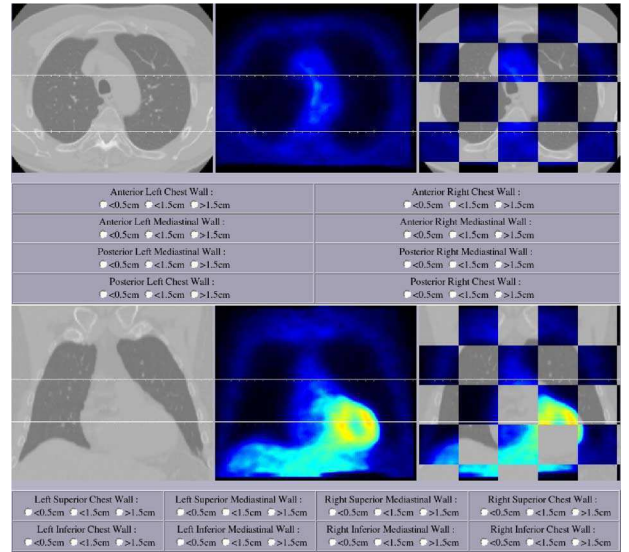 Anterior Left Chest Wall :
<0.5cm <1.5cm >1.5cm
Anterior Right Chest Wall :
<0.5cm <1.5cm >1.5cm
Anterior Left Mediastinal Wall :
<0.5cm <1.5cm >1.5cm
Anterior Right Mediastinal Wall :
<0.5cm <1.5cm >1.5cm
Posterior Left Mediastinal Wall :
<0.5cm <1.5cm >1.5cm
Posterior Right Mediastinal Wall :
<0.5cm <1.5cm >1.5cm
Posterior Left Chest Wall :
<0.5cm <1.5cm >1.5cm
Posterior Right Chest Wall :
<0.5cm <1.5cm >1.5cm
Left Superior Chest Wall :
<0.5cm <1.5cm >1.5cm
Left Superior Mediastinal Wall :
<0.5cm <1.5cm >1.5cm
Right Superior Mediastinal Wall :
<0.5cm <1.5cm >1.5cm
Right Superior Chest Wall :
<0.5cm <1.5cm >1.5cm
Left Inferior Chest Wall :
<0.5cm <1.5cm >1.5cm
Left Inferior Mediastinal Wall :
<0.5cm <1.5cm >1.5cm
Right Inferior Mediastinal Wall :
<0.5cm <1.5cm >1.5cm
Right Inferior Chest Wall :
<0.5cm <1.5cm >1.5cm